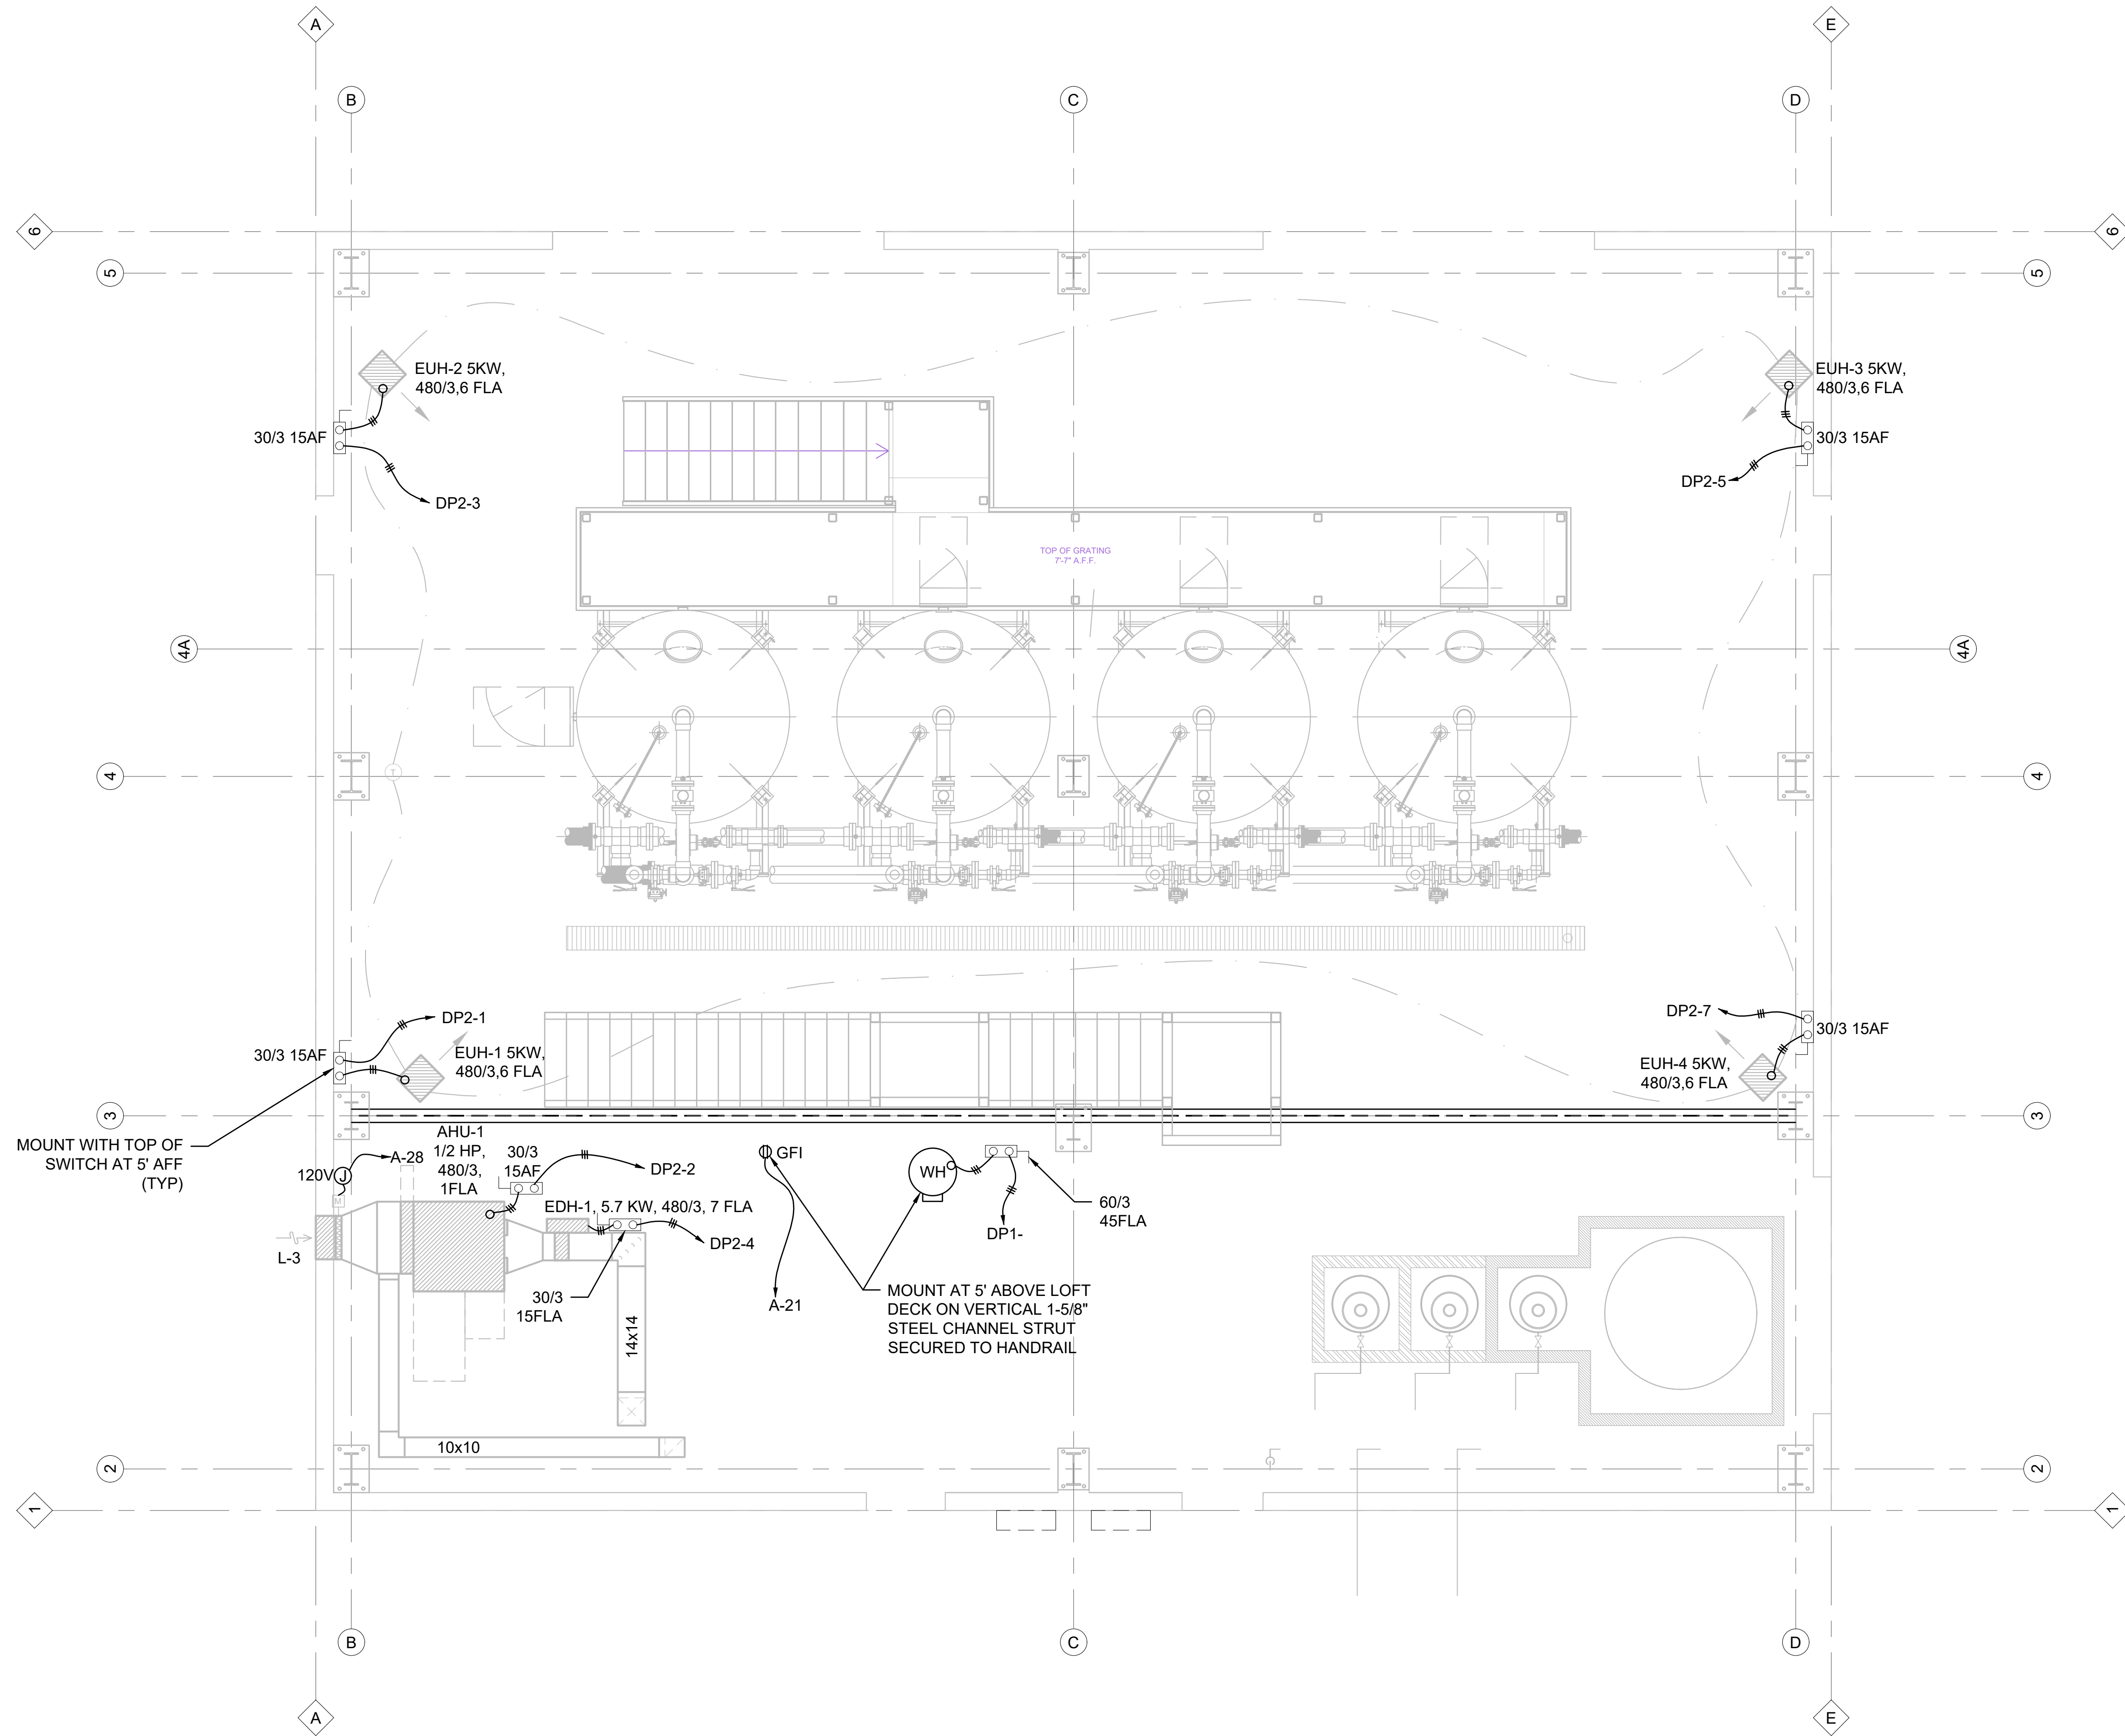 A
E
B
C
D
6
6
5
5
EUH-2 5KW,
480/3,6 FLA
EUH-3 5KW,
480/3,6 FLA
30/3 15AF
30/3 15AF
DP2-3
DP2-5
TOP OF GRATING
7'-7" A.F.F.
4A
4A
T
4
4
DP2-1
DP2-7
30/3 15AF
30/3 15AF
EUH-1 5KW,
480/3,6 FLA
EUH-4 5KW,
480/3,6 FLA
3
3
MOUNT WITH TOP OF
SWITCH AT 5' AFF
(TYP)
AHU-1
1/2 HP,
480/3,
1FLA
30/3
15AF
A-28
120V
J
M
DP2-2
GFI
WH
60/3
45FLA
DP1-
EDH-1, 5.7 KW, 480/3, 7 FLA
DP2-4
L-3
30/3
15FLA
A-21
MOUNT AT 5' ABOVE LOFT
DECK ON VERTICAL 1-5/8"
STEEL CHANNEL STRUT
SECURED TO HANDRAIL
14x14
10x10
2
2
1
1
B
C
D
A
E